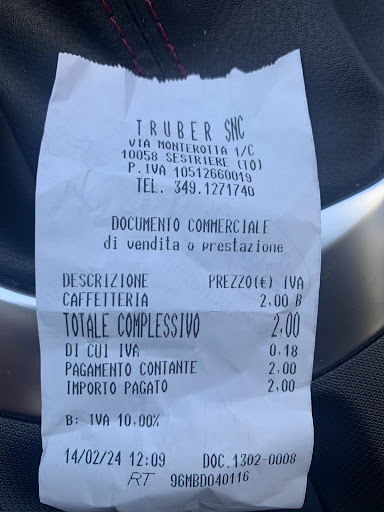 TRUBER SNC
VIA MONTEROTTA 1/C
10058 SESTRIERE (TO)
P. IVA 10512660019
TEL. 349.1271740
DOCUMENTO COMMERCIALE
di vendita o prestazione
DESCRIZIONE PREZZO(€) IVA
CAFFETTERIA 2,00 B
TOTALE COMPLESSIVO 2,00
DI CUI IVA 0,18
PAGAMENTO CONTANTE 2,00
IMPORTO PAGATO 2,00
B: IVA 10,00%
14/02/24 12:09 DOC.1302-0008
RT 96MBD040116